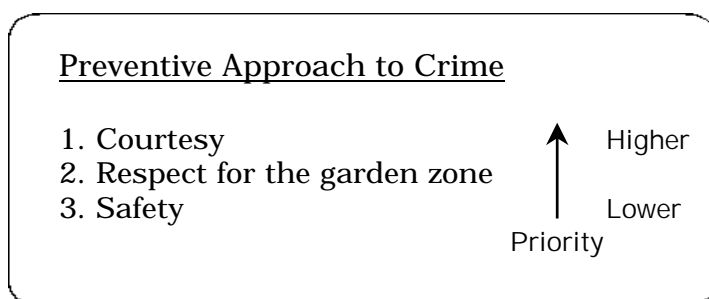 Preventive Approach to Crime
1. Courtesy
2. Respect for the garden zone
3. Safety
Higher
Lower
Priority